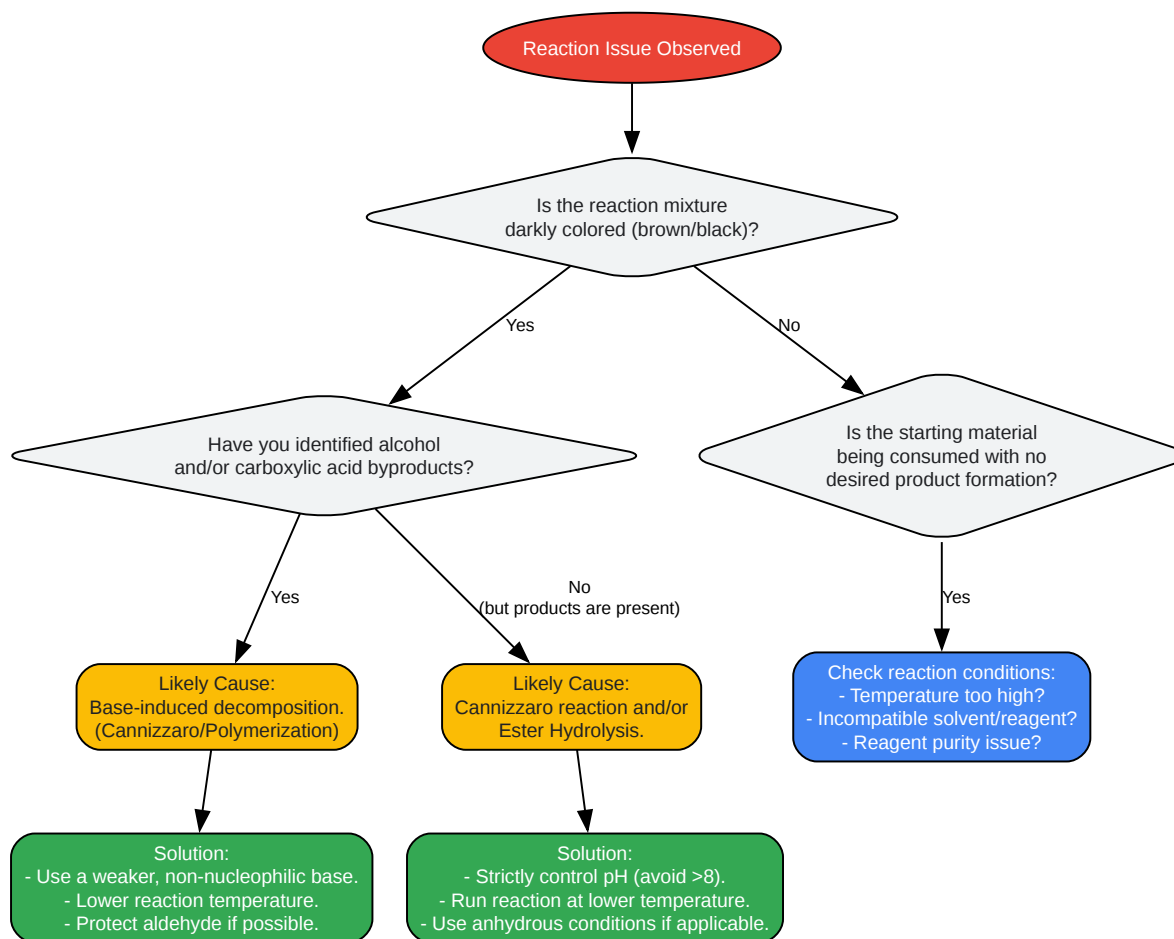 Reaction Issue Observed
Is the reaction mixture
darkly colored (brown/black)?
Yes
No
Have you identified alcohol
and/or carboxylic acid byproducts?
Is the starting material
being consumed with no
desired product formation?
Yes
No
(but products are present)
Yes
Likely Cause:
Base-induced decomposition.
(Cannizzaro/Polymerization)
Likely Cause:
Cannizzaro reaction and/or
Ester Hydrolysis.
Check reaction conditions:
- Temperature too high?
- Incompatible solvent/reagent?
- Reagent purity issue?
Solution:
- Use a weaker, non-nucleophilic base.
- Lower reaction temperature.
- Protect aldehyde if possible.
Solution:
- Strictly control pH (avoid >8).
- Run reaction at lower temperature.
- Use anhydrous conditions if applicable.